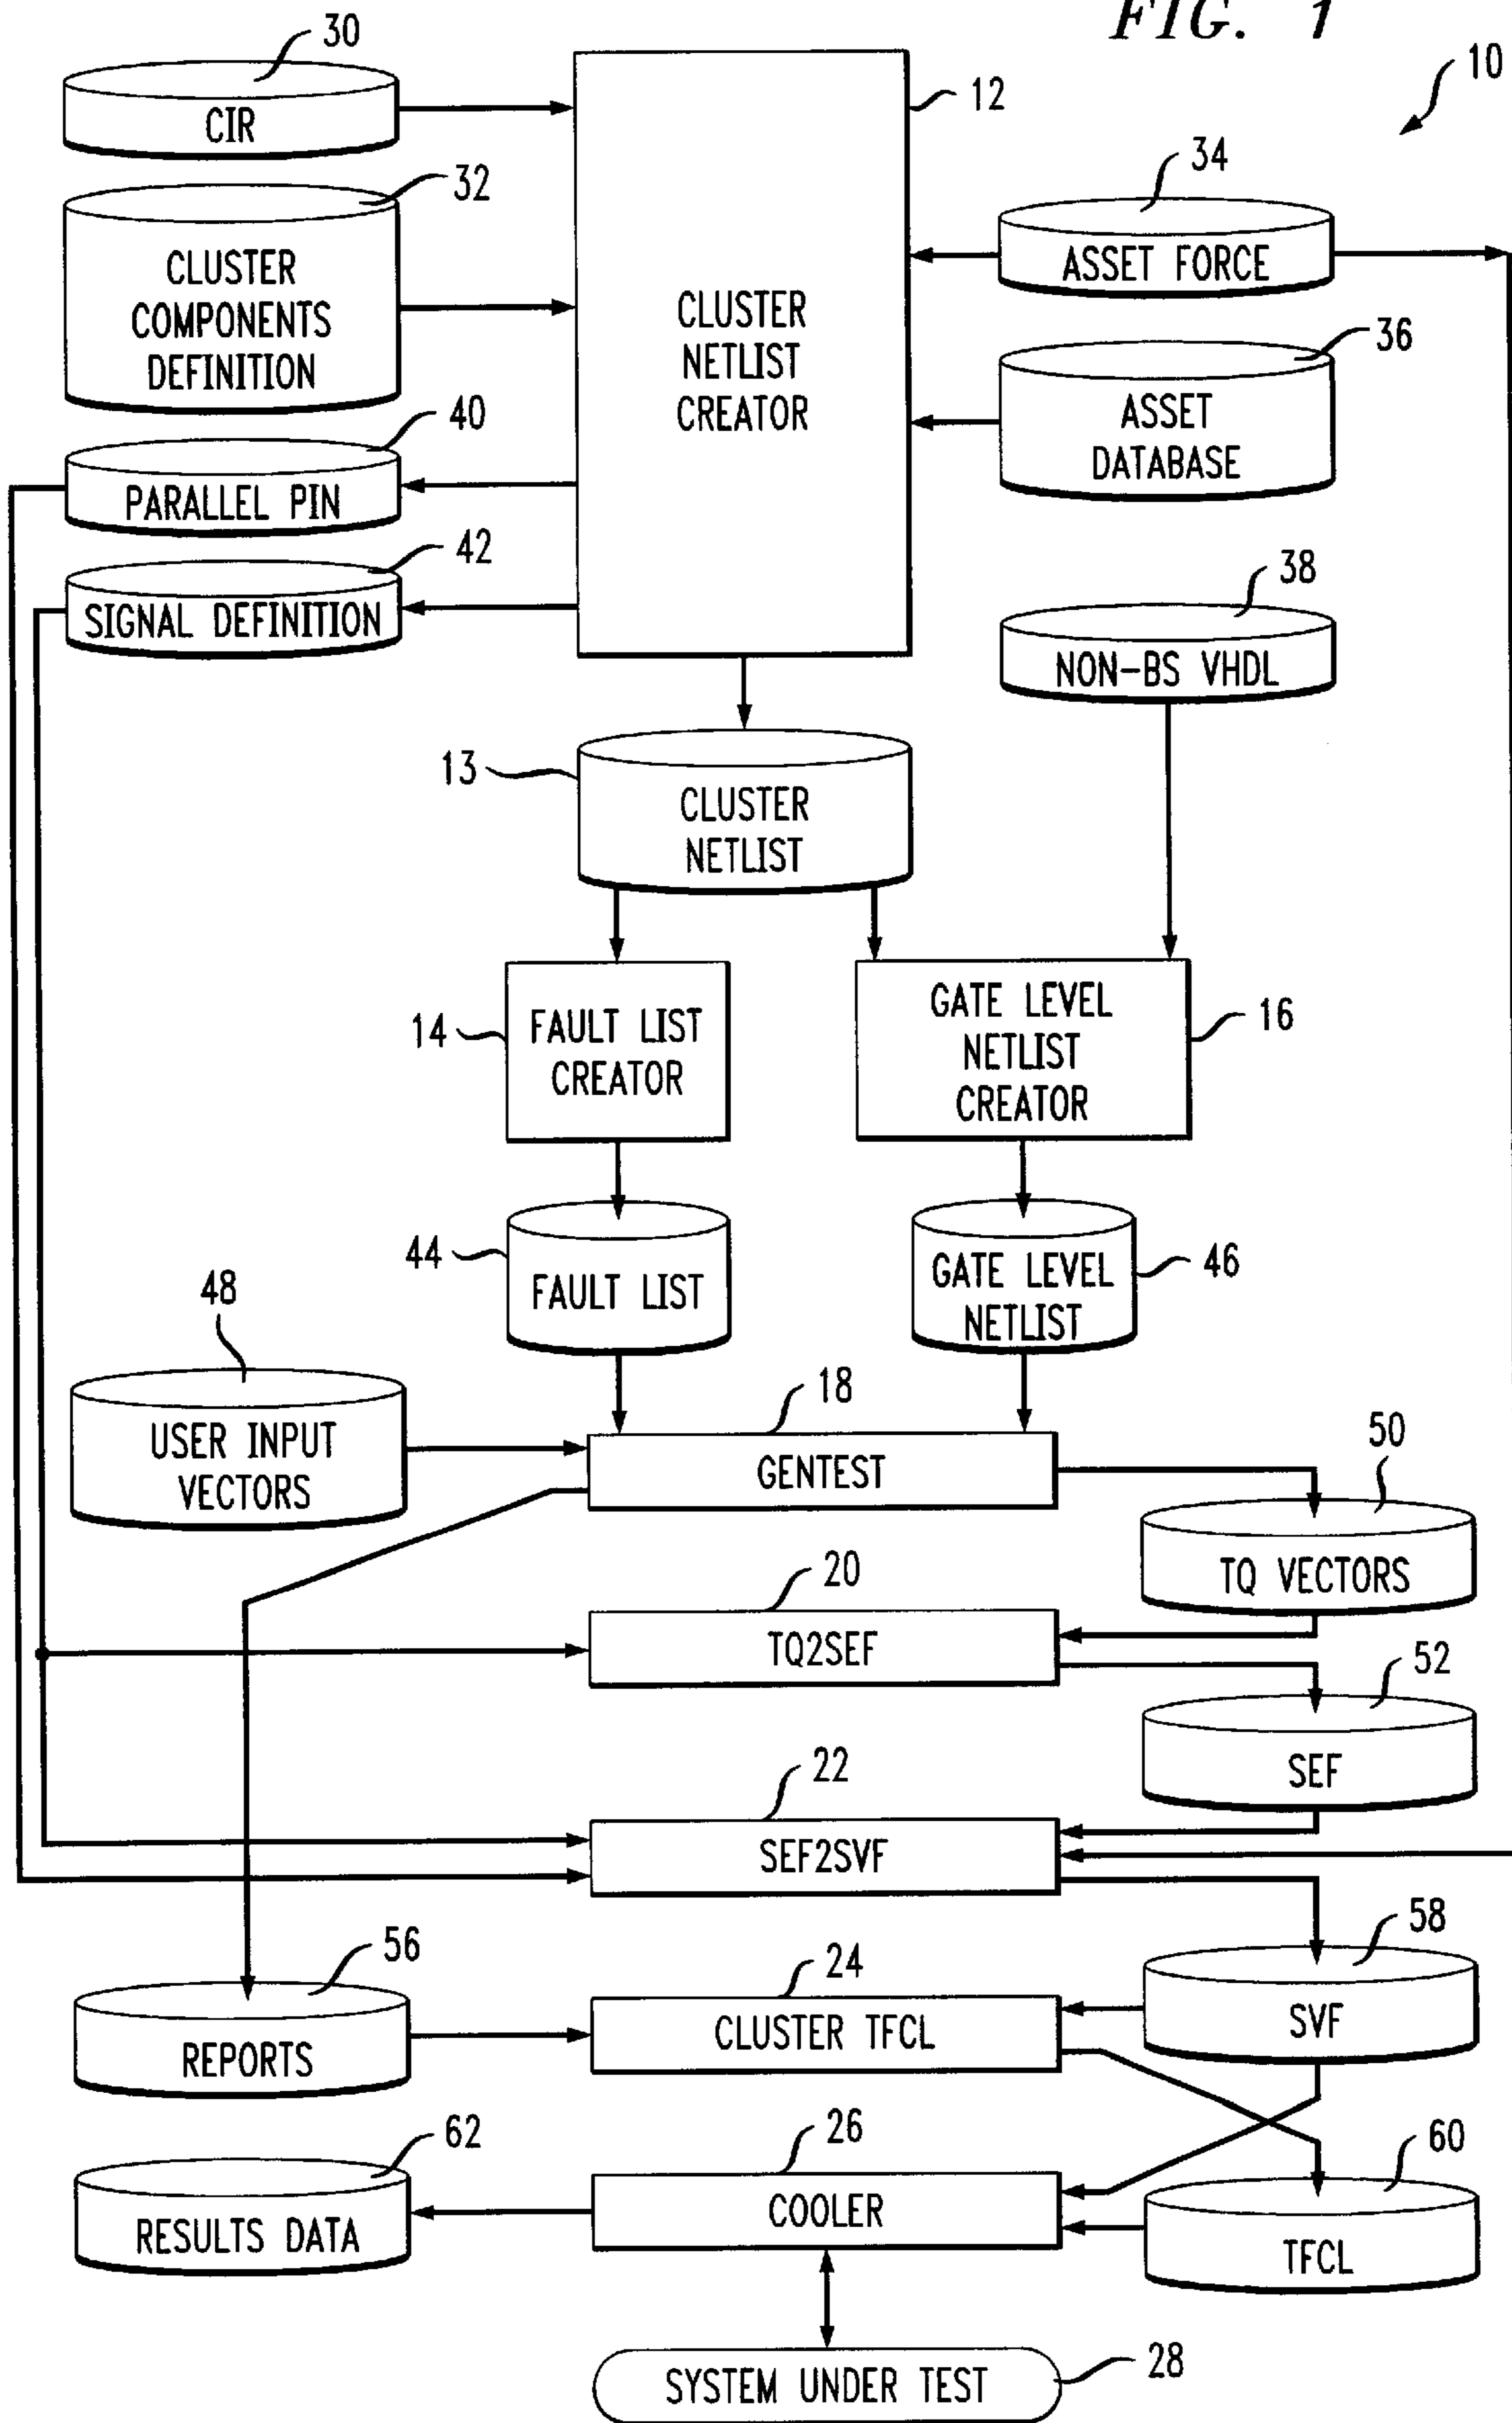 FIG. 1
30
10
12
CIR
34
32
CLUSTER
COMPONENTS
DEFINITION
ASSET FORCE
CLUSTER
NETLIST
CREATOR
36
ASSET
DATABASE
40
PARALLEL PIN
42
SIGNAL DEFINITION
38
NON-BS VHDL
13
CLUSTER
NETLIST
14
FAULT LIST
CREATOR
GATE LEVEL
NETLIST
CREATOR
16
44
FAULT LIST
GATE LEVEL
NETLIST
46
48
USER INPUT
VECTORS
18
GENTEST
50
TQ VECTORS
20
TQ2SEF
52
SEF
22
SEF2SVF
56
REPORTS
24
CLUSTER TFCL
58
SVF
62
RESULTS DATA
26
COOLER
60
TFCL
SYSTEM UNDER TEST
28